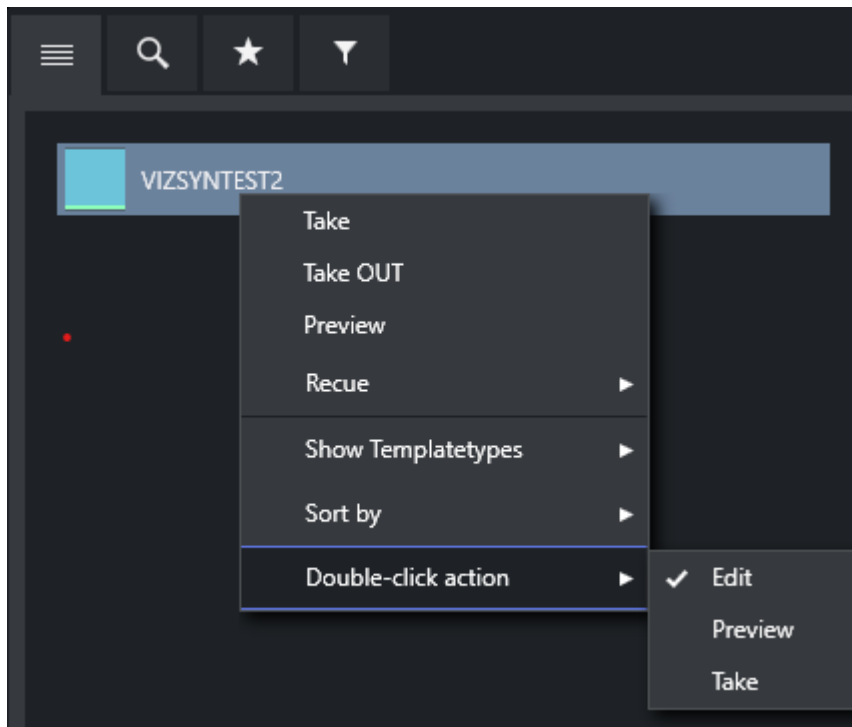 VIZSYNTEST2
Take
Take OUT
Preview
Recue
Show Templatetypes
Sort by
Double-click action
Edit
Preview
Take